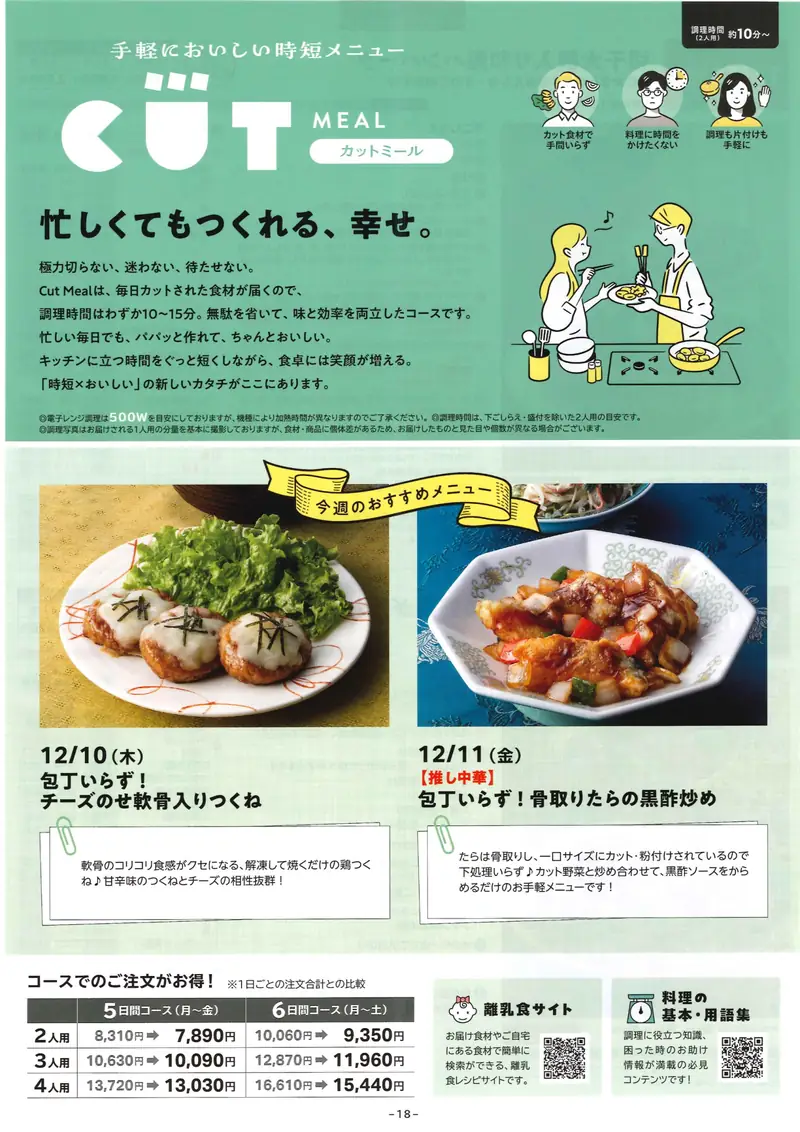 調理時間
(2人用) 約10分〜
手軽においしい時短メニュー
CUT MEAL
カットミール
カット食材で
手間いらず
料理に時間を
かけたくない
調理も片付けも
手軽に
忙しくてもつくれる、幸せ。
極力切らない、迷わない、待たせない。
Cut Mealは、毎日カットされた食材が届くので、
調理時間はわずか10〜15分。無駄を省いて、味と効率を両立したコースです。
忙しい毎日でも、パパッと作れて、ちゃんとおいしい。
キッチンに立つ時間をぐっと短くしながら、食卓には笑顔が増える。
「時短×おいしい」の新しいカタチがここにあります。
◎電子レンジ調理は500Wを目安にしておりますが、機種により加熱時間が異なりますのでご了承ください。◎調理時間は、下ごしらえ・盛付を除いた2人用の目安です。
◎調理写真はお届けされる1人用の分量を基本に撮影しておりますが、食材・商品に個体差があるため、お届けしたものと見た目や個数が異なる場合がございます。
今週のおすすめメニュー
12/10(木)
包丁いらず!
チーズのせ軟骨入りつくね
軟骨のコリコリ食感がクセになる、解凍して焼くだけの鶏つく
ね♪甘辛味のつくねとチーズの相性抜群!
12/11(金)
【推し中華】
包丁いらず!骨取りたらの黒酢炒め
たらは骨取りし、一口サイズにカット・粉付けされているので
下処理いらず♪カット野菜と炒め合わせて、黒酢ソースをから
めるだけのお手軽メニューです!
コースでのご注文がお得! ※1日ごとの注文合計との比較
5日間コース(月〜金) 6日間コース(月〜土)
2人用 8,310円➡7,890円 10,060円➡9,350円
3人用 10,630円➡10,090円 12,870円➡11,960円
4人用 13,720円➡13,030円 16,610円➡15,440円
離乳食サイト
お届け食材やご自宅
にある食材で簡単に
検索ができる、離乳
食レシピサイトです。
料理の
基本・用語集
調理に役立つ知識、
困った時のお助け
情報が満載の必見
コンテンツです!
-18-